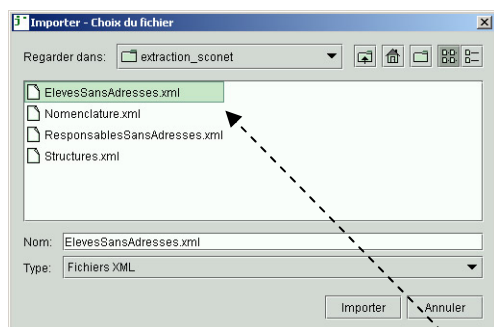 Importer - Choix du fichier
Regarder dans: extraction_sconet
ElevesSansAdresses.xml
Nomenclature.xml
ResponsablesSansAdresses.xml
Structures.xml
Nom: ElevesSansAdresses.xml
Type: Fichiers XML
Importer Annuler